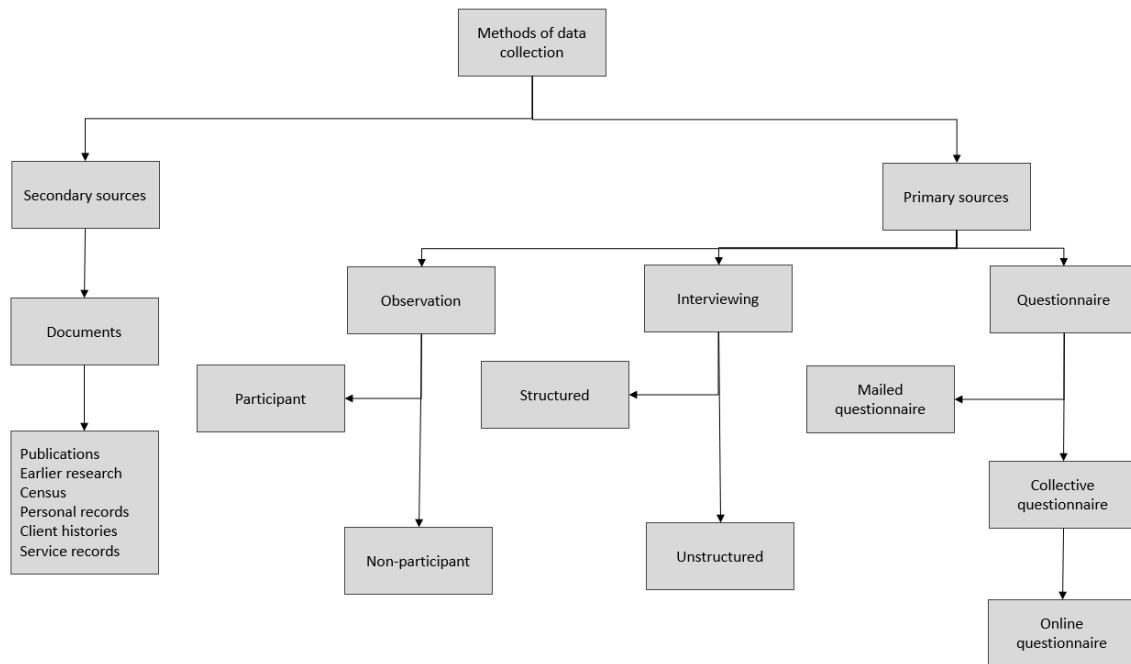 Methods of data
collection
Secondary sources
Primary sources
Observation
Interviewing
Questionnaire
Documents
Participant
Structured
Mailed
questionnaire
Publications
Earlier research
Census
Personal records
Client histories
Service records
Collective
questionnaire
Non-participant
Unstructured
Online
questionnaire